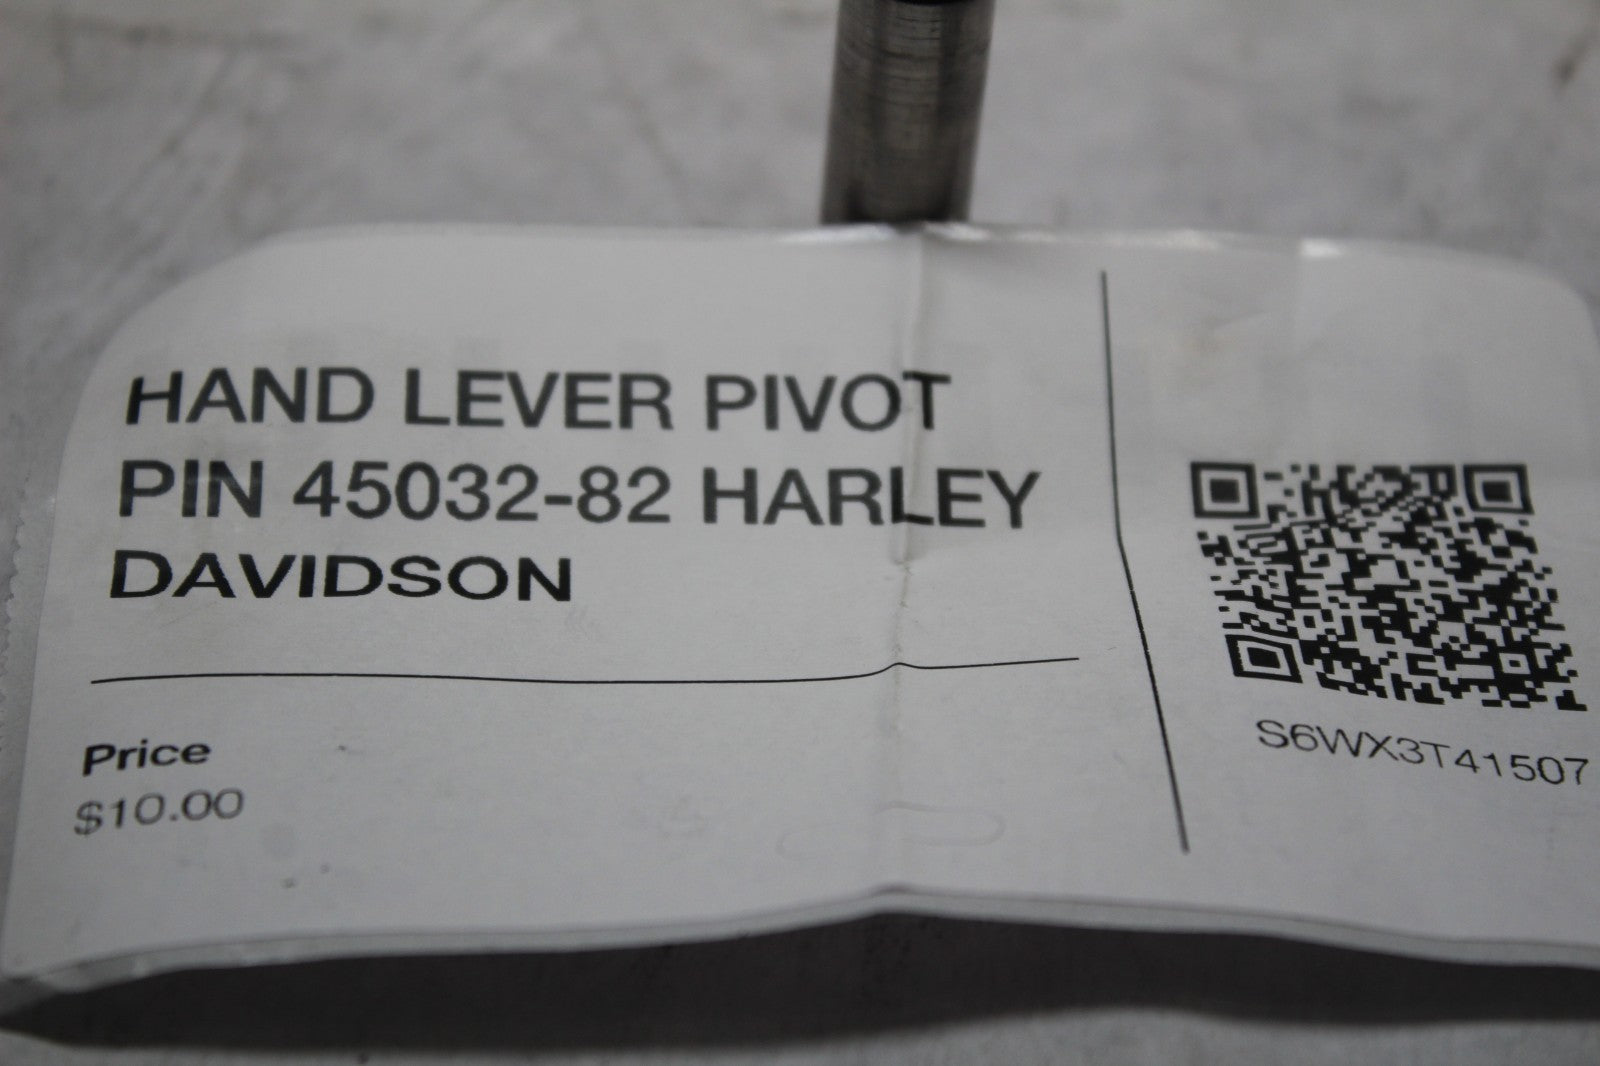 HAND LEVER PIVOT
PIN 45032-82 HARLEY
DAVIDSON
Price
$10.00
S6WX3T41507